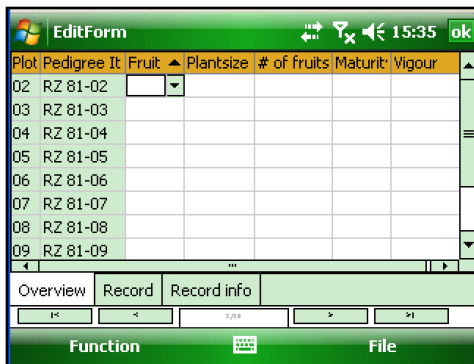 EditForm 15:35 ok
Plot Pedigree It Fruit Plantsize # of fruits Maturit Vigour
02 RZ 81-02
03 RZ 81-03
04 RZ 81-04
05 RZ 81-05
06 RZ 81-06
07 RZ 81-07
08 RZ 81-08
09 RZ 81-09
Overview Record Record info
|< < > >|
Function File